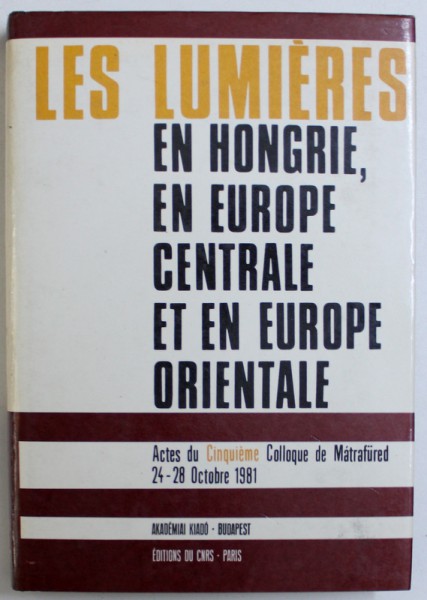 LES LUMIÈRES
EN HONGRIE,
EN EUROPE
CENTRALE
ET EN EUROPE
ORIENTALE
Actes du Cinquième Colloque de Mátrafüred
24-28 Octobre 1981
AKADÉMIAI KIADÓ - BUDAPEST
ÉDITIONS DU CNRS - PARIS